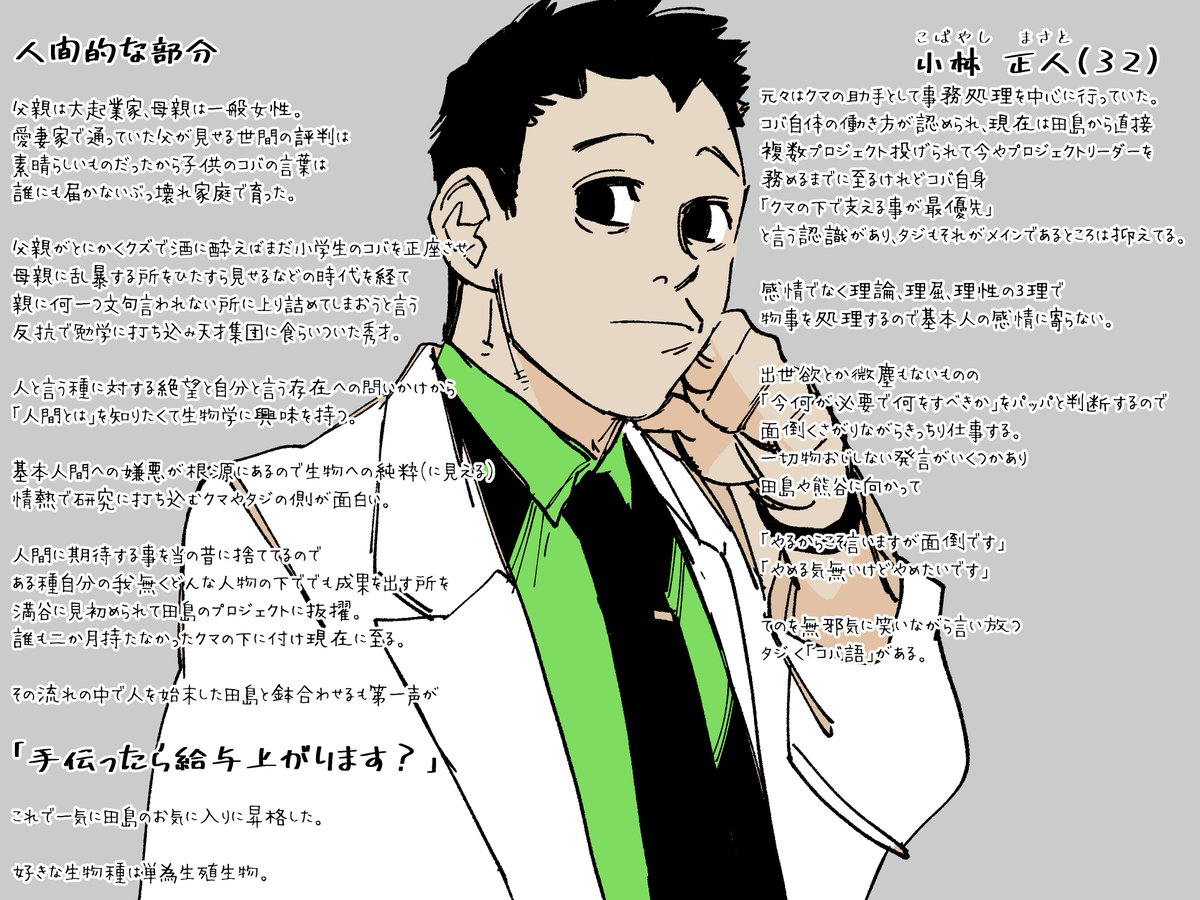 人間的な部分
父親は大起業家、母親は一般女性。
愛妻家で通っていた父が見せる世間の評判は
素晴らしいものだったから子供のコバの言葉は
誰にも届かないぶっ壊れ家庭で育った。
父親がとにかくクズで酒に酔えばまだ小学生のコバを正座させ
母親に乱暴する所をひたすら見せるなどの時代を経て
親に何一つ文句言われない所に上り詰めてしまおうと言う
反抗で勉学に打ち込み天才集団に食らいついた秀才。
人と言う種に対する絶望と自分と言う存在への問いかけから
「人間とは」を知りたくて生物学に興味を持つ。
基本人間への嫌悪が根源にあるので生物への純粋(に見える)
情熱で研究に打ち込むクマやタジの側が面白い。
人間に期待する事を当の昔に捨ててるので
ある種自分の我無くどんな人物の下ででも成果を出す所を
満谷に見初められて田島のプロジェクトに抜擢。
誰も二か月持たなかったクマの下に付け現在に至る。
その流れの中で人を始末した田島と鉢合わせるも第一声が
「手伝ったら給与上がります？」
これで一気に田島のお気に入りに昇格した。
好きな生物種は単為生殖生物。
こばやし まさと
小林 正人(32)
元々はクマの助手として事務処理を中心に行っていた。
コバ自体の働き方が認められ、現在は田島から直接
複数プロジェクト投げられて今やプロジェクトリーダーを
務めるまでに至るけれどコバ自身
「クマの下で支える事が最優先」
と言う認識があり、タジもそれがメインであるところは抑えてる。
感情でなく理論、理屈、理性の3理で
物事を処理するので基本人の感情に寄らない。
出世欲とか微塵もないものの
「今何が必要で何をすべきか」をパッパと判断するので
面倒くさがりながらきっちり仕事する。
一切物おじしない発言がいくつかあり
田島や熊谷に向かって
「やるからこそ言いますが面倒です」
「やめる気無いけどやめたいです」
てのを無邪気に笑いながら言い放つ
タジく「コバ語」がある。